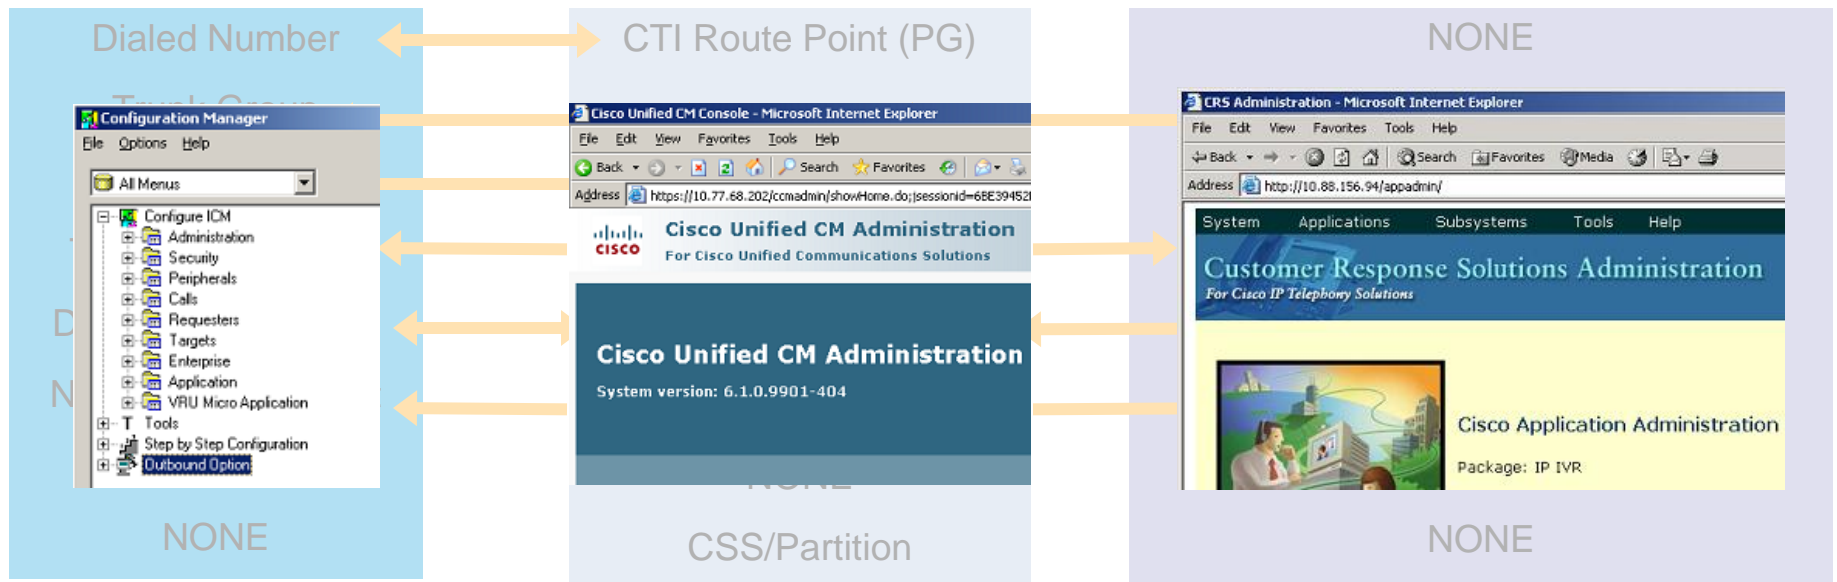 Dialed Number
CTI Route Point (PG)
NONE
Trunk Group
Configuration Manager
File Options Help
All Menus
Configure ICM
Administration
Security
Peripherals
Calls
Requesters
Targets
Enterprise
Application
VRU Micro Application
Tools
Step by Step Configuration
Outbound Option
D
N
NONE
Cisco Unified CM Console - Microsoft Internet Explorer
File Edit View Favorites Tools Help
Back Search Favorites
Address https://10.77.68.202/ccmadmin/showHome.do;jsessionid=6BE39452
cisco
Cisco Unified CM Administration
For Cisco Unified Communications Solutions
Cisco Unified CM Administration
System version: 6.1.0.9901-404
NONE
CSS/Partition
CRS Administration - Microsoft Internet Explorer
File Edit View Favorites Tools Help
Back Search Favorites Media
Address http://10.88.156.94/appadmin/
System Applications Subsystems Tools Help
Customer Response Solutions Administration
For Cisco IP Telephony Solutions
Cisco Application Administration
Package: IP IVR
NONE